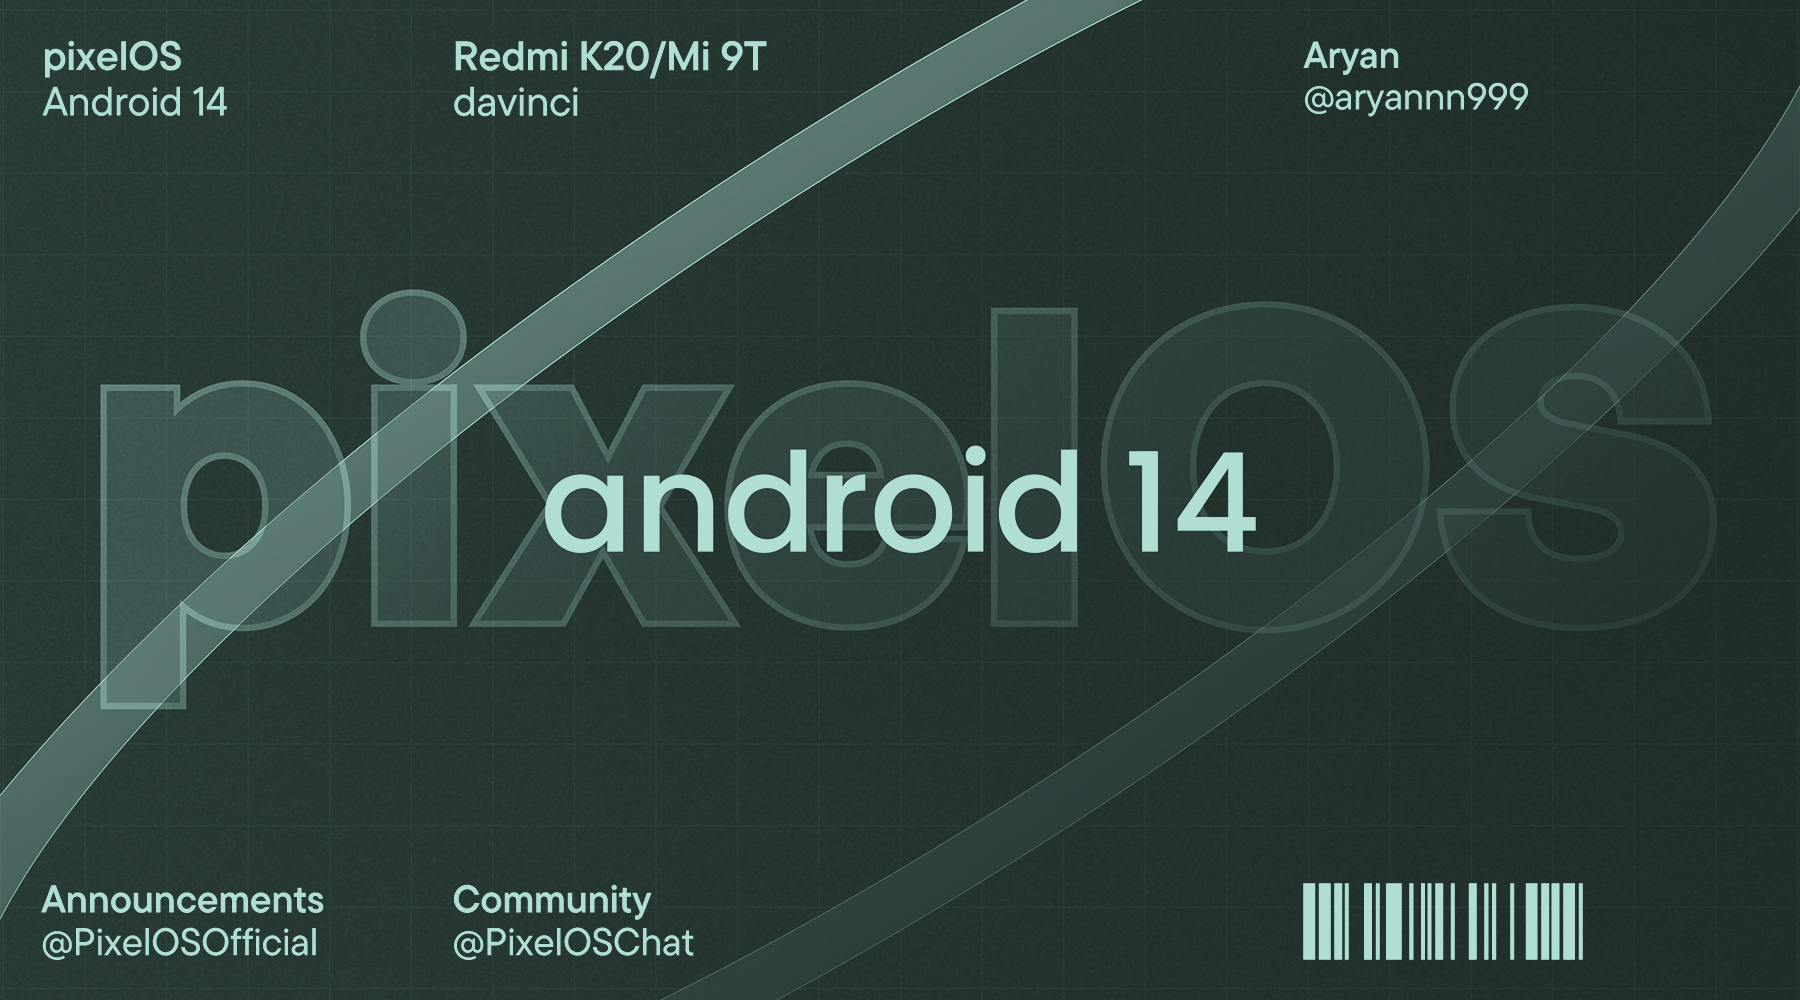 pixelOS
Android 14
Redmi K20/Mi 9T
davinci
Aryan
@aryannn999
pixelOS
android 14
Announcements
@PixelOSOfficial
Community
@PixelOSChat